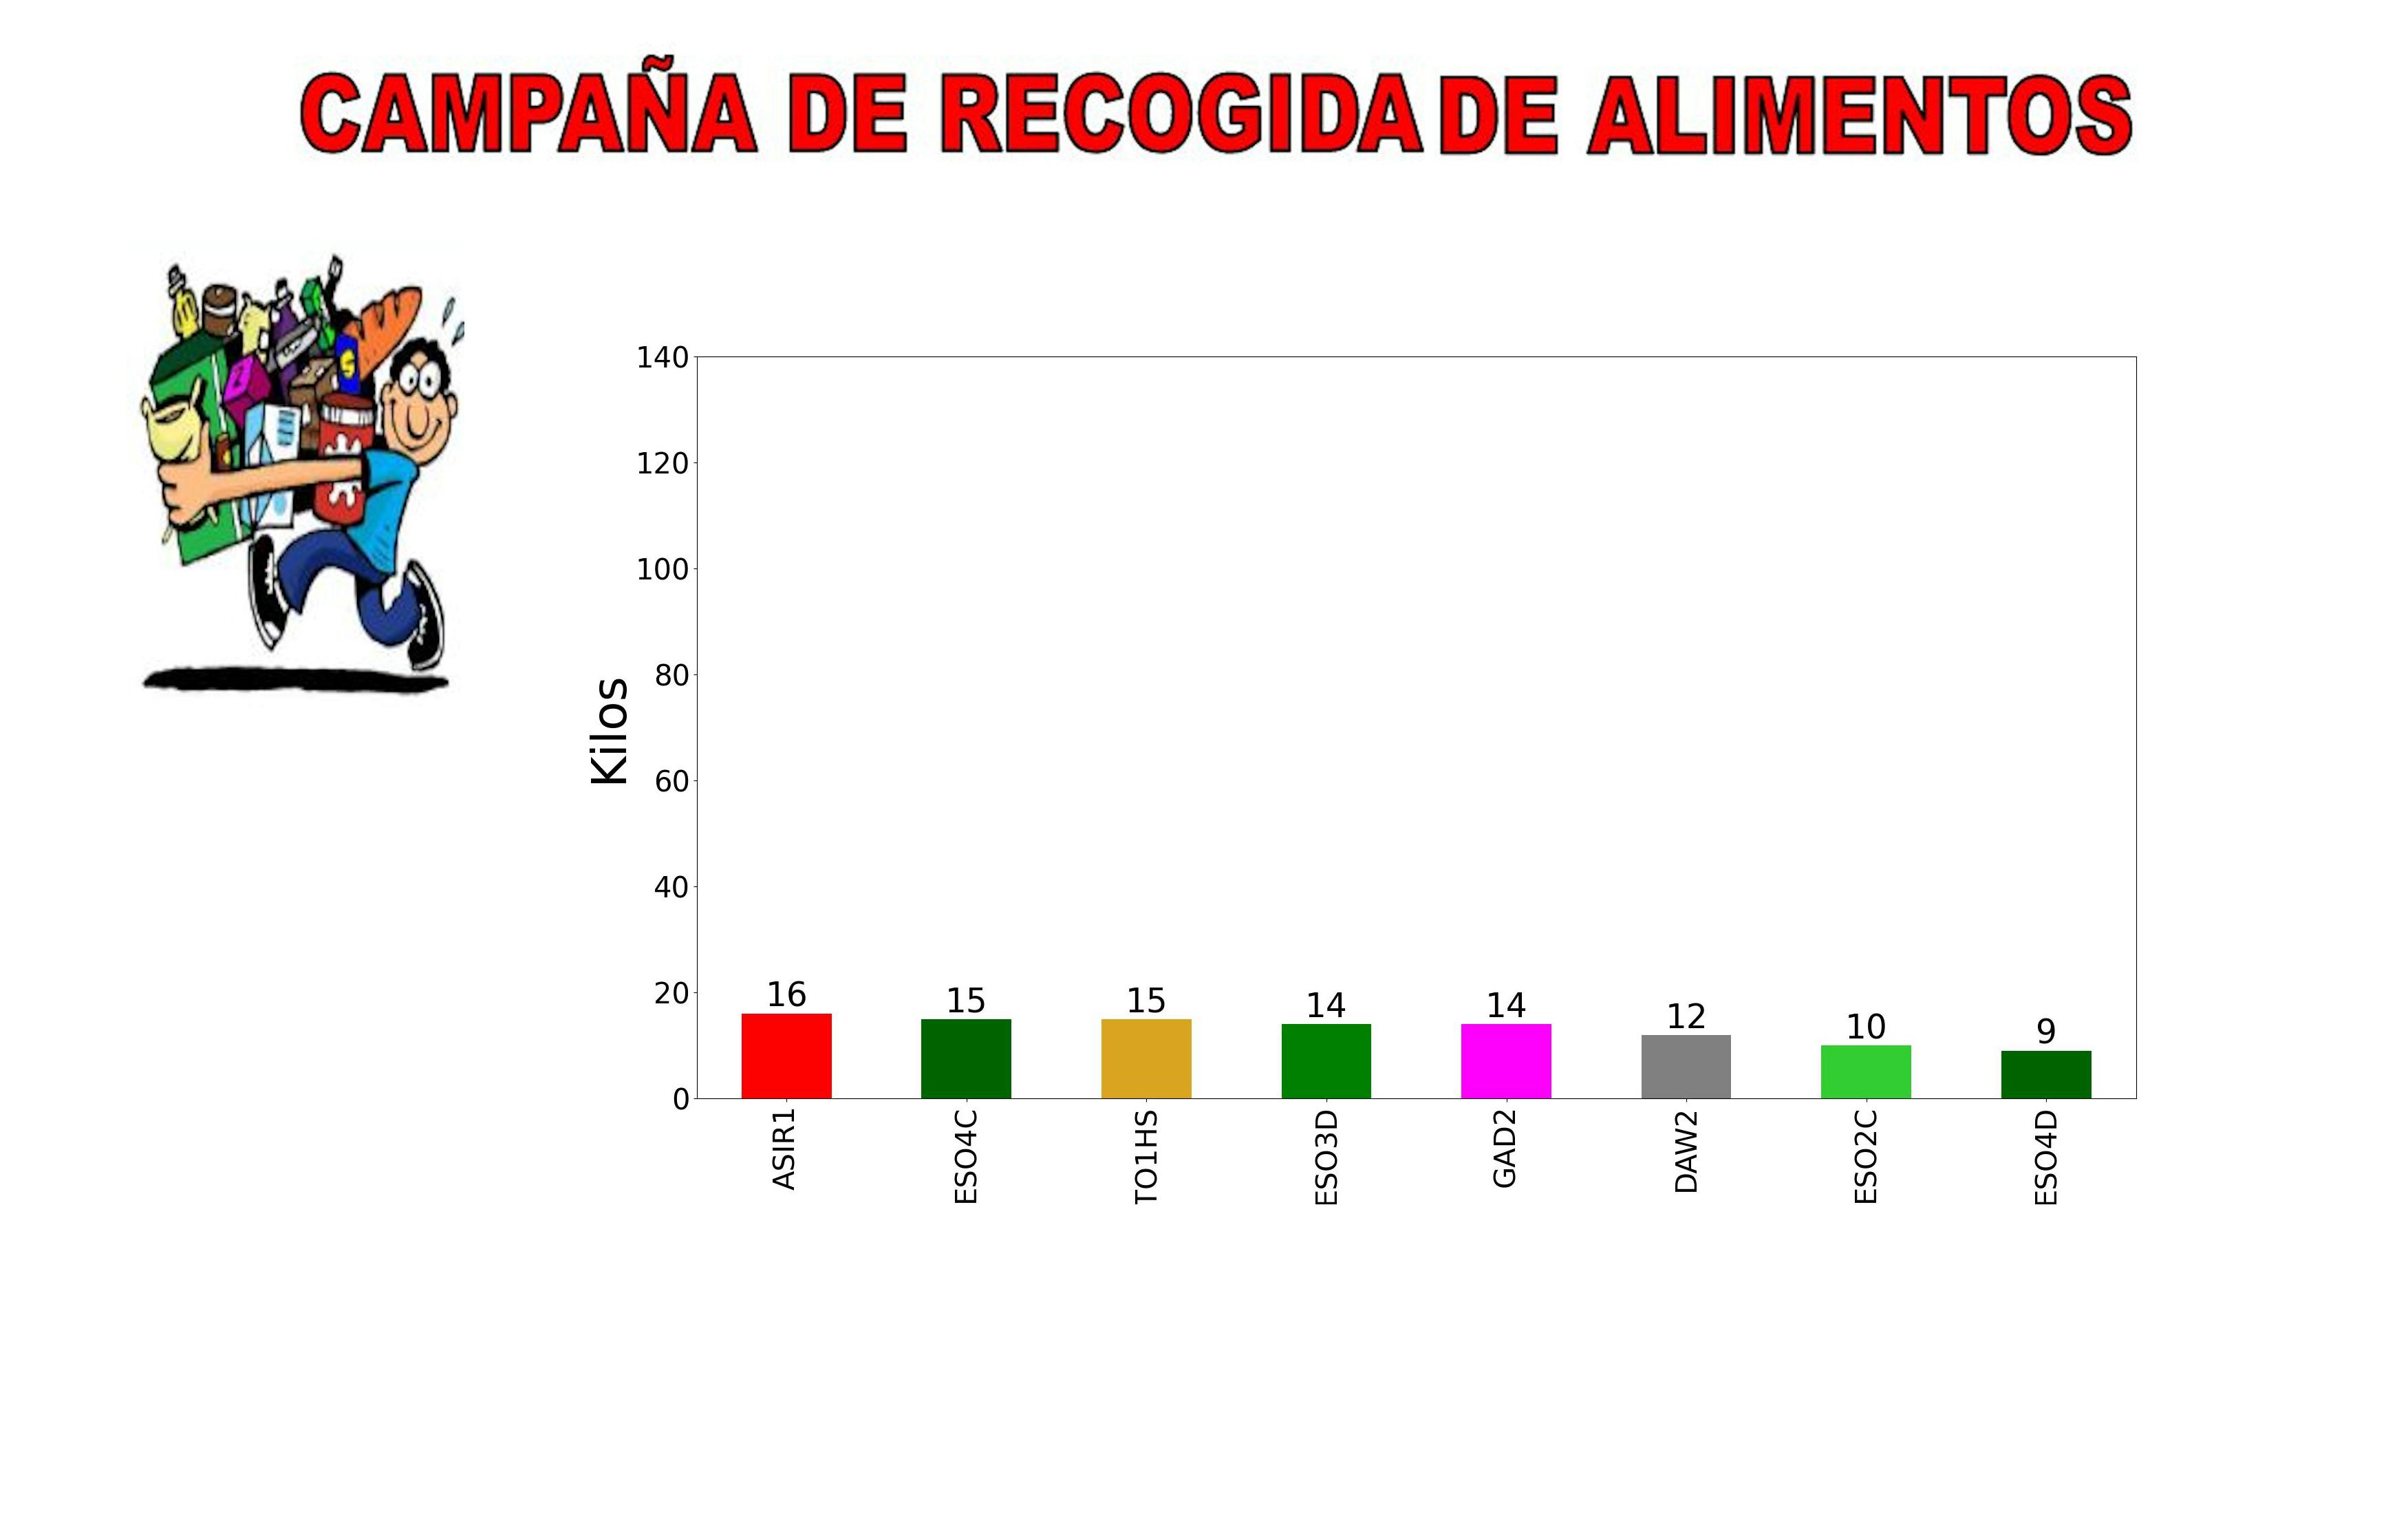 CAMPAÑA DE RECOGIDA DE ALIMENTOS
Kilos
140
120
100
80
60
40
20
0
16
15
15
14
14
12
10
9
ASIR1
ESO4C
TO1HS
ESO3D
GAD2
DAW2
ESO2C
ESO4D